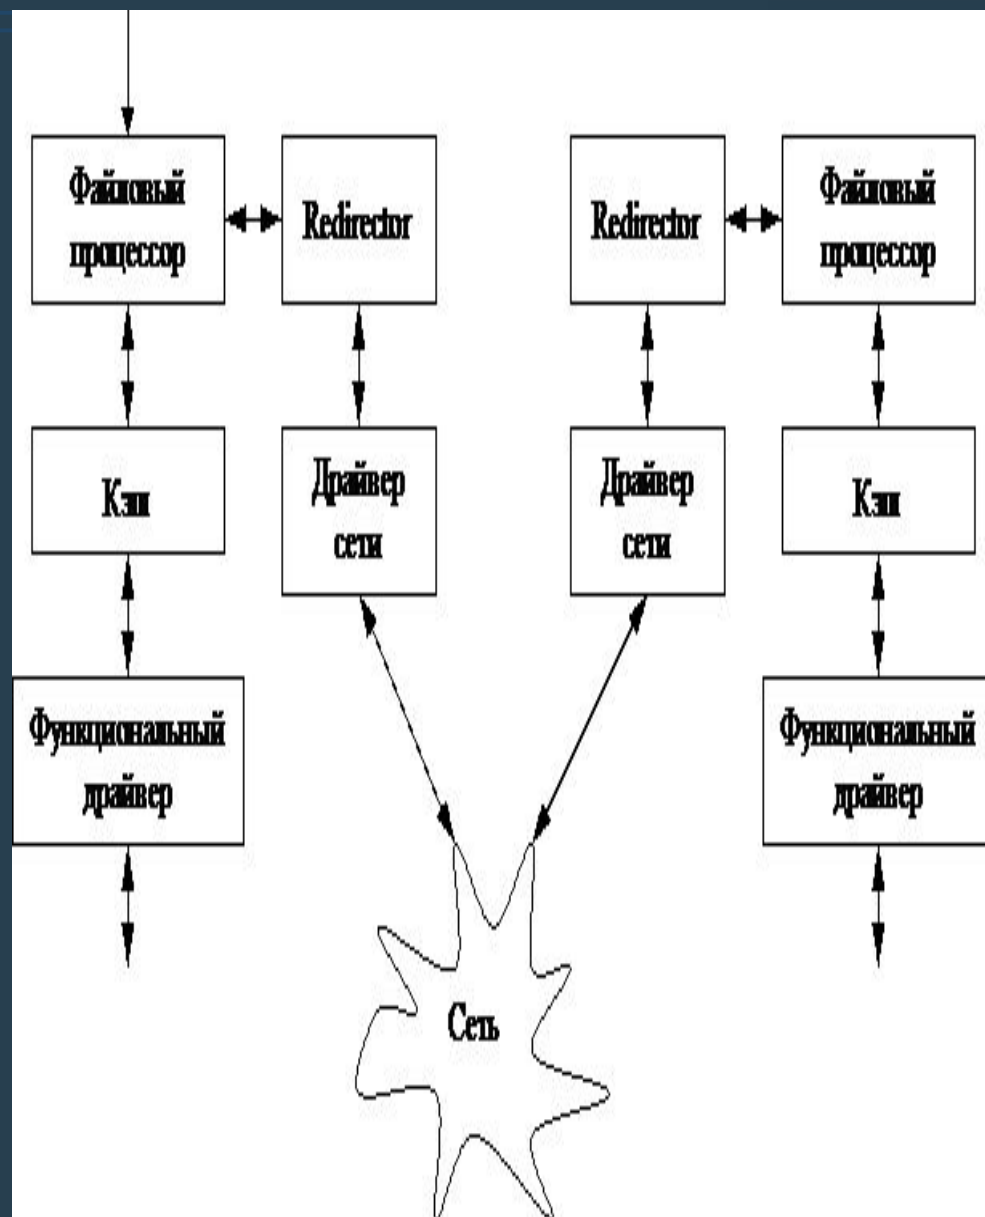 Файловый
процессор
Redirector
Redirector
Файловый
процессор
Кэш
Драйвер
сети
Драйвер
сети
Кэш
Функциональный
драйвер
Функциональный
драйвер
Сеть